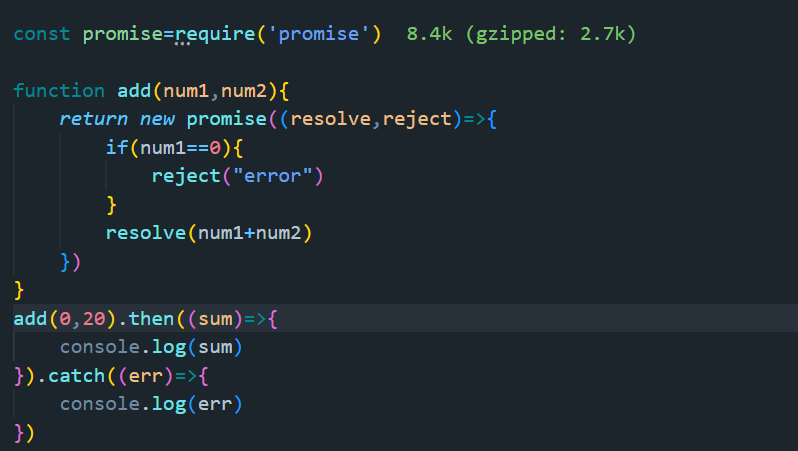 const promise=require('promise')  8.4k (gzipped: 2.7k)
function add(num1,num2){
    return new promise((resolve,reject)=>{
        if(num1==0){
            reject("error")
        }
        resolve(num1+num2)
    })
}
add(0,20).then((sum)=>{
    console.log(sum)
}).catch((err)=>{
    console.log(err)
})